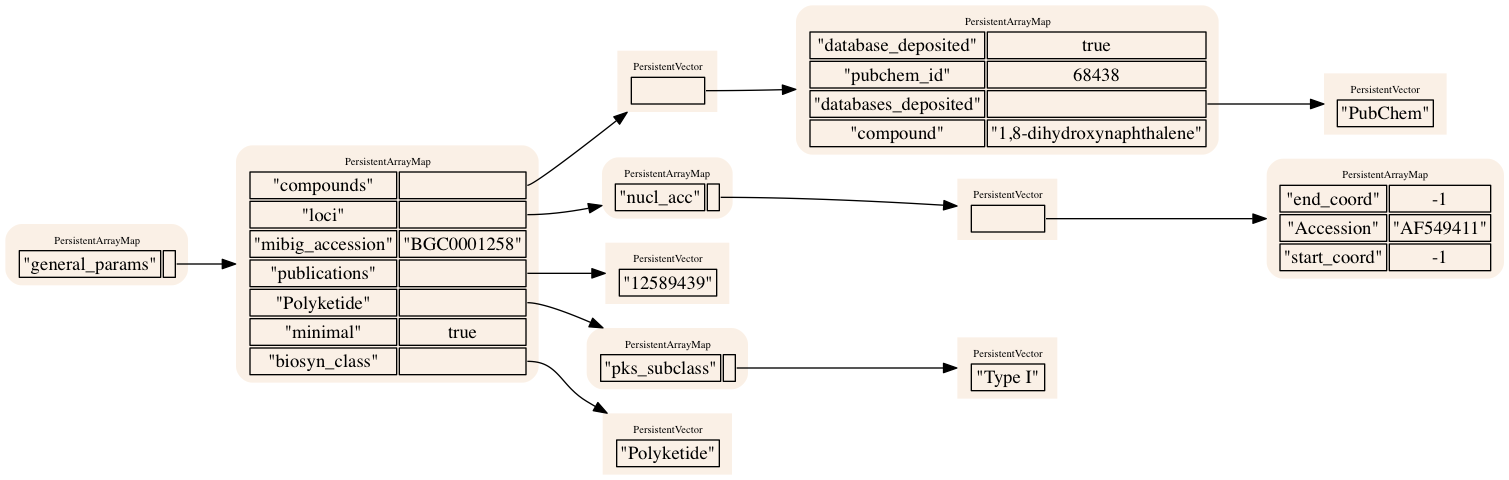 PersistentArrayMap
"general_params"
PersistentArrayMap
"compounds"
"loci"
"mibig_accession" "BGC0001258"
"publications"
"Polyketide"
"minimal" true
"biosyn_class"
PersistentVector
PersistentArrayMap
"database_deposited" true
"pubchem_id" 68438
"databases_deposited"
"compound" "1,8-dihydroxynaphthalene"
PersistentVector
"PubChem"
PersistentArrayMap
"nucl_acc"
PersistentVector
PersistentArrayMap
"end_coord" -1
"Accession" "AF549411"
"start_coord" -1
PersistentVector
"12589439"
PersistentArrayMap
"pks_subclass"
PersistentVector
"Type I"
PersistentVector
"Polyketide"